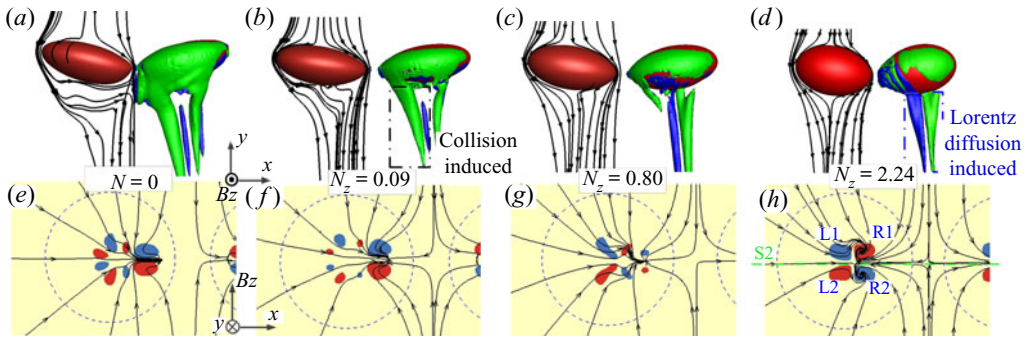 (a)
(b)
(c)
(d)
Collision
induced
Lorentz
diffusion
induced
y
x
Bz
N = 0
N_z = 0.09
N_z = 0.80
N_z = 2.24
(e)
(f)
(g)
(h)
L1
R1
S2
L2
R2
Bz
y
x